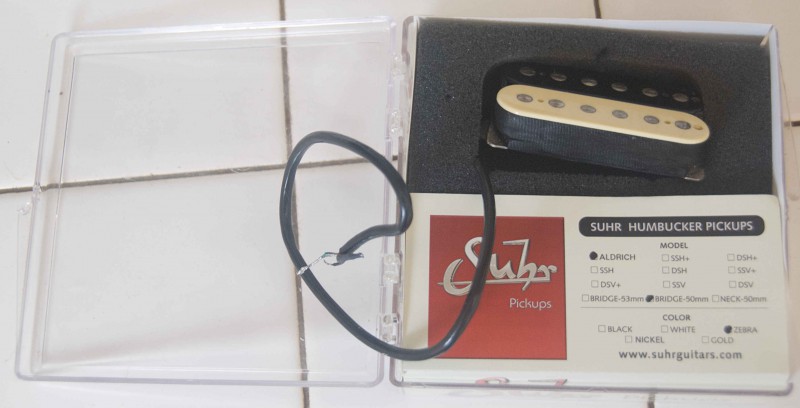 Suhr
Pickups
SUHR HUMBUCKER PICKUPS
MODEL
ALDRICH SSH+ DSH+
SSH DSH SSV+
DSV+ SSV DSV
BRIDGE-53mm BRIDGE-50mm NECK-50mm
COLOR
BLACK WHITE ZEBRA
NICKEL GOLD
www.suhrguitars.com